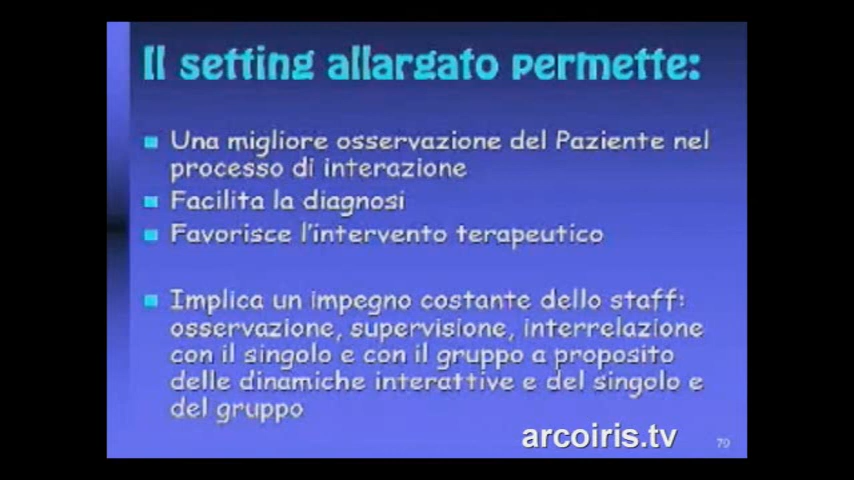 Il setting allargato permette:
Una migliore osservazione del Paziente nel
processo di interazione
Facilita la diagnosi
Favorisce l'intervento terapeutico
Implica un impegno costante dello staff:
osservazione, supervisione, interrelazione
con il singolo e con il gruppo a proposito
delle dinamiche interattive e del singolo e
del gruppo
arcoiris.tv
70